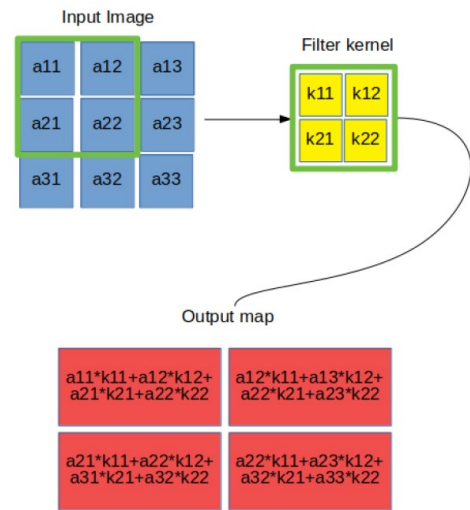 Input Image
Filter kernel
a11 a12 a13
k11 k12
a21 a22 a23
k21 k22
a31 a32 a33
Output map
a11*k11+a12*k12+
a21*k21+a22*k22
a12*k11+a13*k12+
a22*k21+a23*k22
a21*k11+a22*k12+
a31*k21+a32*k22
a22*k11+a23*k12+
a32*k21+a33*k22